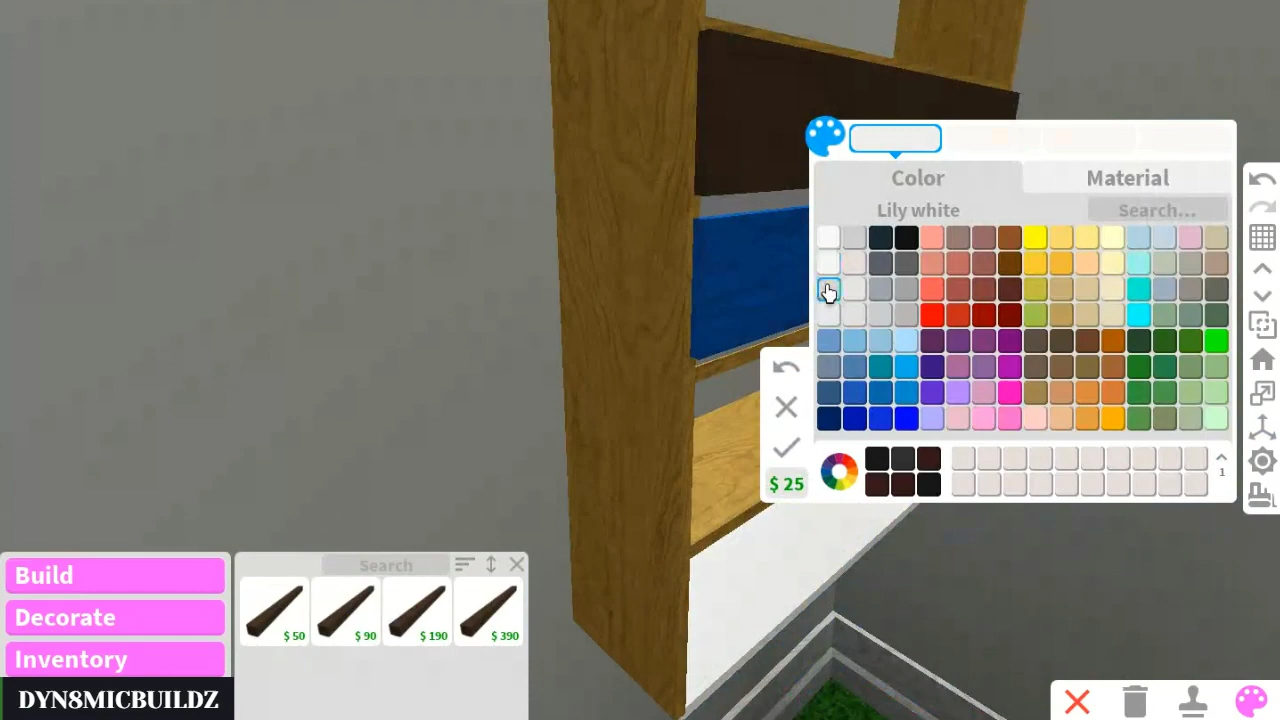 Color
Material
Lily white
Search...
$ 25
1
Build
Decorate
Inventory
Search
$ 50
$ 90
$ 190
$ 390
DYN8MICBUILDZ